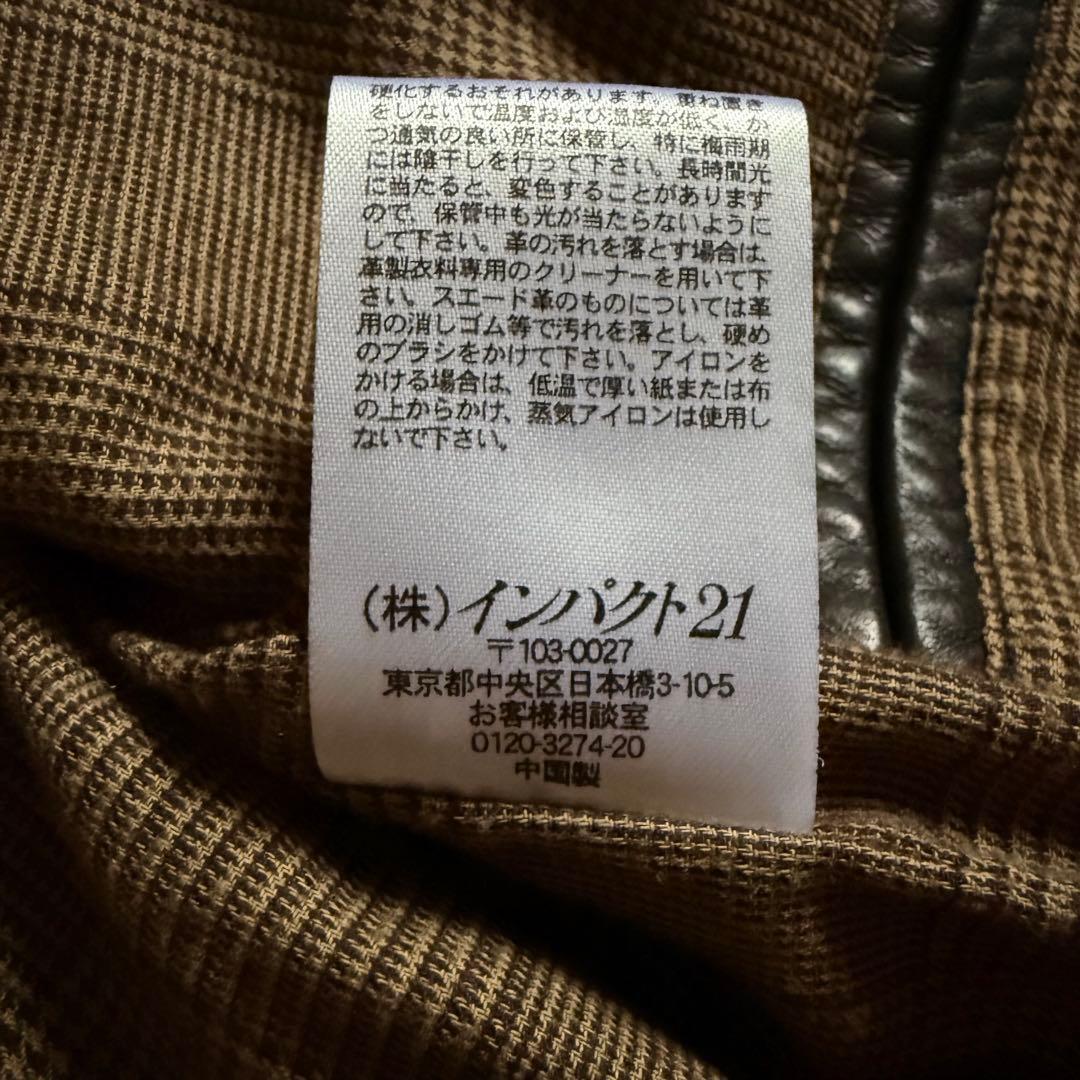 硬化するおそれがあります。重ね置き
をしないで温度および湿度が低く、か
つ通気の良い所に保管し、特に梅雨期
には陰干しを行って下さい。長時間光
に当たると、変色することがあります
ので、保管中も光が当たらないように
して下さい。革の汚れを落とす場合は、
革製衣料専用のクリーナーを用いて下
さい。スエード革のものについては革
用の消しゴム等で汚れを落とし、硬め
のブラシをかけて下さい。アイロンを
かける場合は、低温で厚い紙または布
の上からかけ、蒸気アイロンは使用し
ないで下さい。
(株)インパクト21
〒103-0027
東京都中央区日本橋3-10-5
お客様相談室
0120-3274-20
中国製